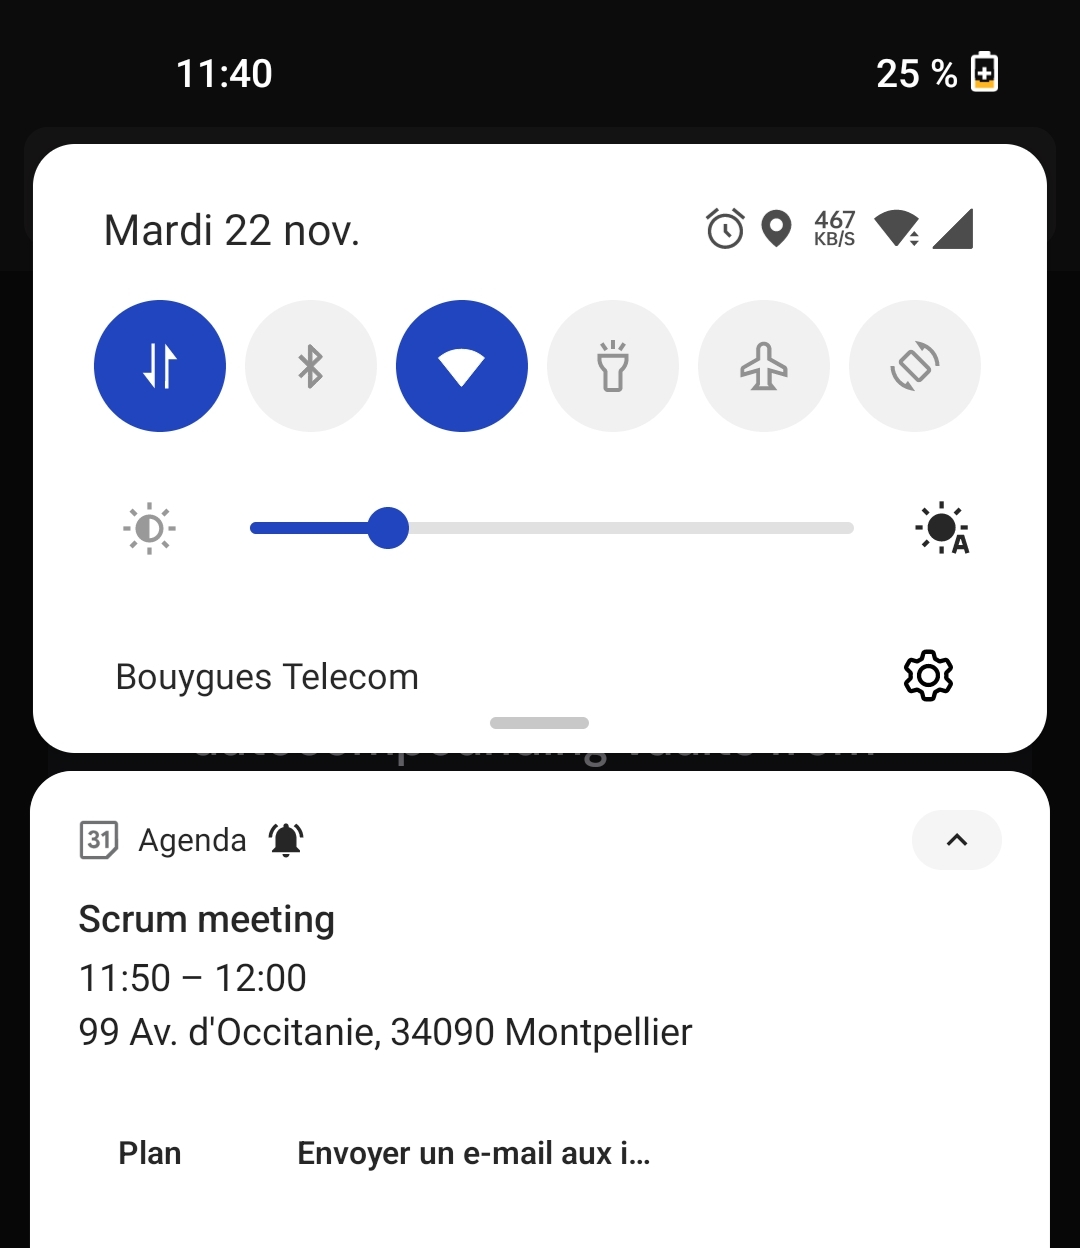 11:40
25 %
Mardi 22 nov.
467
KB/S
A
Bouygues Telecom
31
Agenda
Scrum meeting
11:50 – 12:00
99 Av. d'Occitanie, 34090 Montpellier
Plan
Envoyer un e-mail aux i...